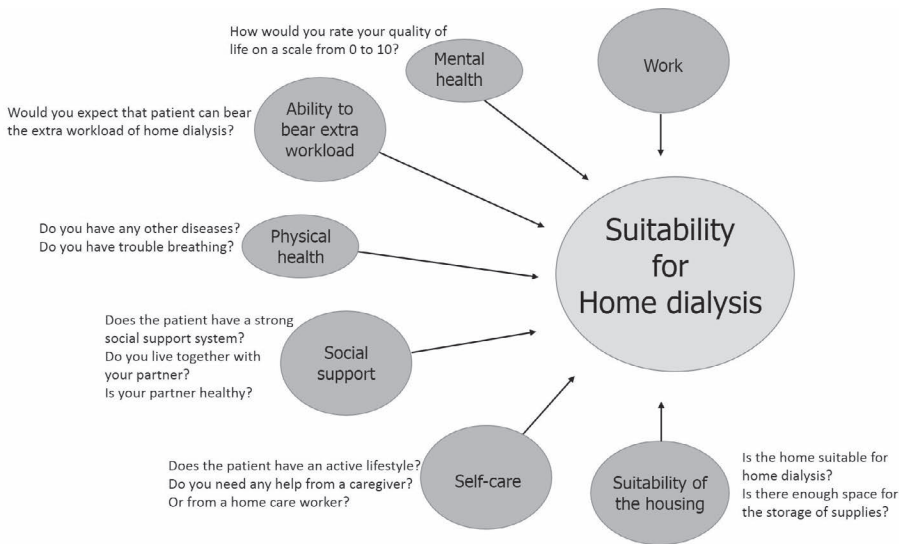 How would you rate your quality of
life on a scale from 0 to 10?
Mental
health
Work
Would you expect that patient can bear
the extra workload of home dialysis?
Ability to
bear extra
workload
Do you have any other diseases?
Do you have trouble breathing?
Physical
health
Suitability
for
Home dialysis
Does the patient have a strong
social support system?
Do you live together with
your partner?
Is your partner healthy?
Social
support
Does the patient have an active lifestyle?
Do you need any help from a caregiver?
Or from a home care worker?
Self-care
Suitability of
the housing
Is the home suitable for
home dialysis?
Is there enough space for
the storage of supplies?